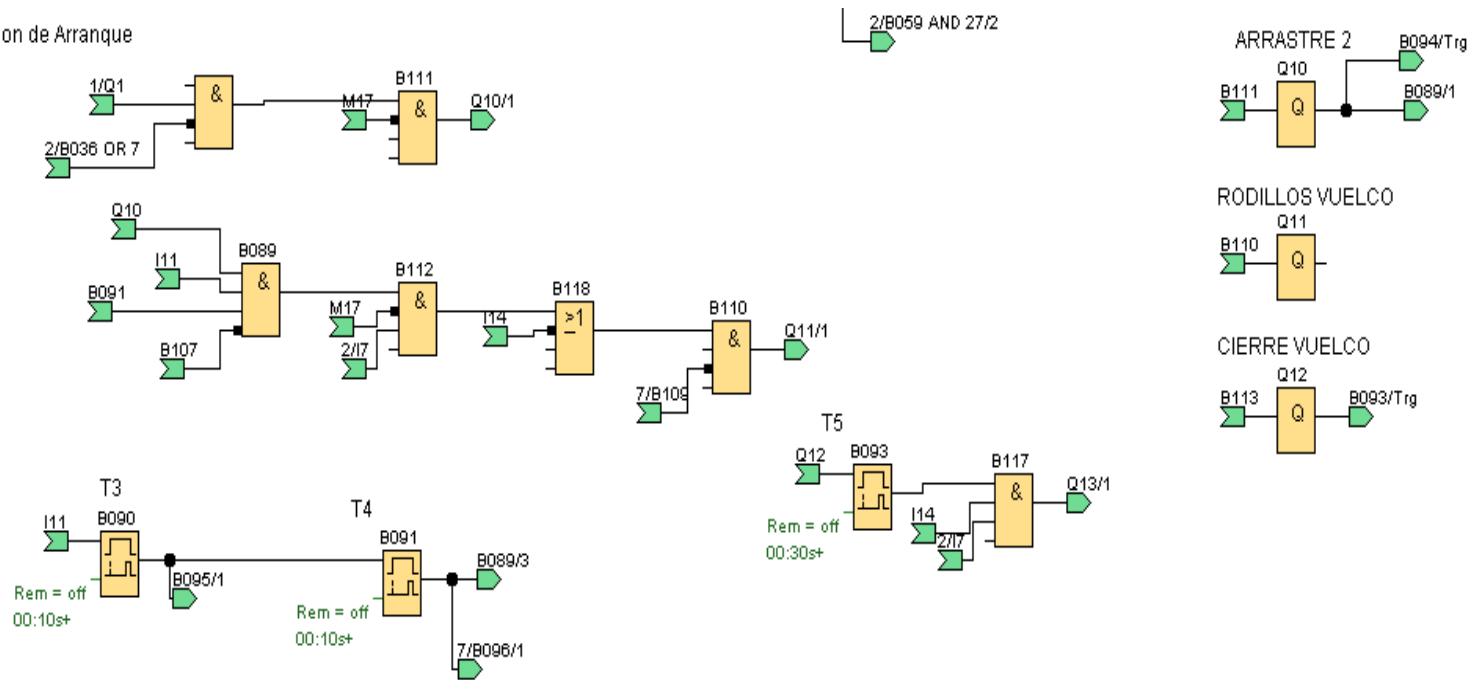 on de Arranque
2/B059 AND 27/2
1/Q1
&
2/B036 OR 7
B111
M17
&
Q10/1
ARRASTRE 2
Q10
B111
Q
B094/Trg
B089/1
Q10
I11
B091
B107
B089
&
B112
M17
&
2/I7
B118
I14
>1
B110
&
7/B109
Q11/1
RODILLOS VUELCO
Q11
B110
Q
CIERRE VUELCO
Q12
B113
Q
B093/Trg
T3
I11
B090
Rem = off
00:10s+
B095/1
T4
B091
Rem = off
00:10s+
B089/3
7/B096/1
T5
Q12
B093
Rem = off
00:30s+
B117
I14
&
2/I7
Q13/1